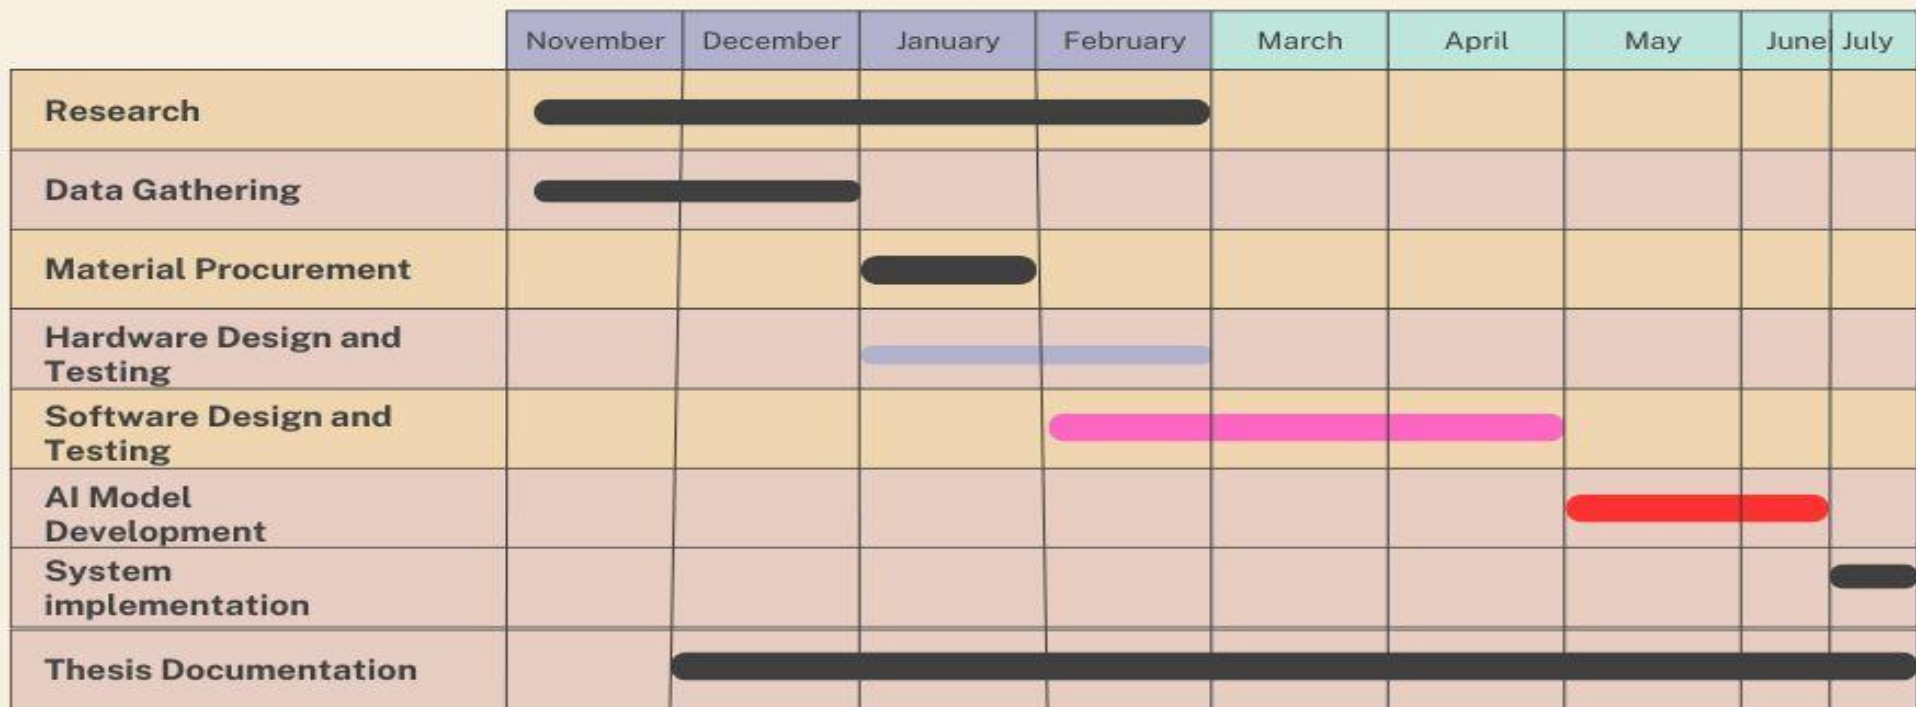 November December January February March April May June July
Research
Data Gathering
Material Procurement
Hardware Design and
Testing
Software Design and
Testing
AI Model
Development
System
implementation
Thesis Documentation